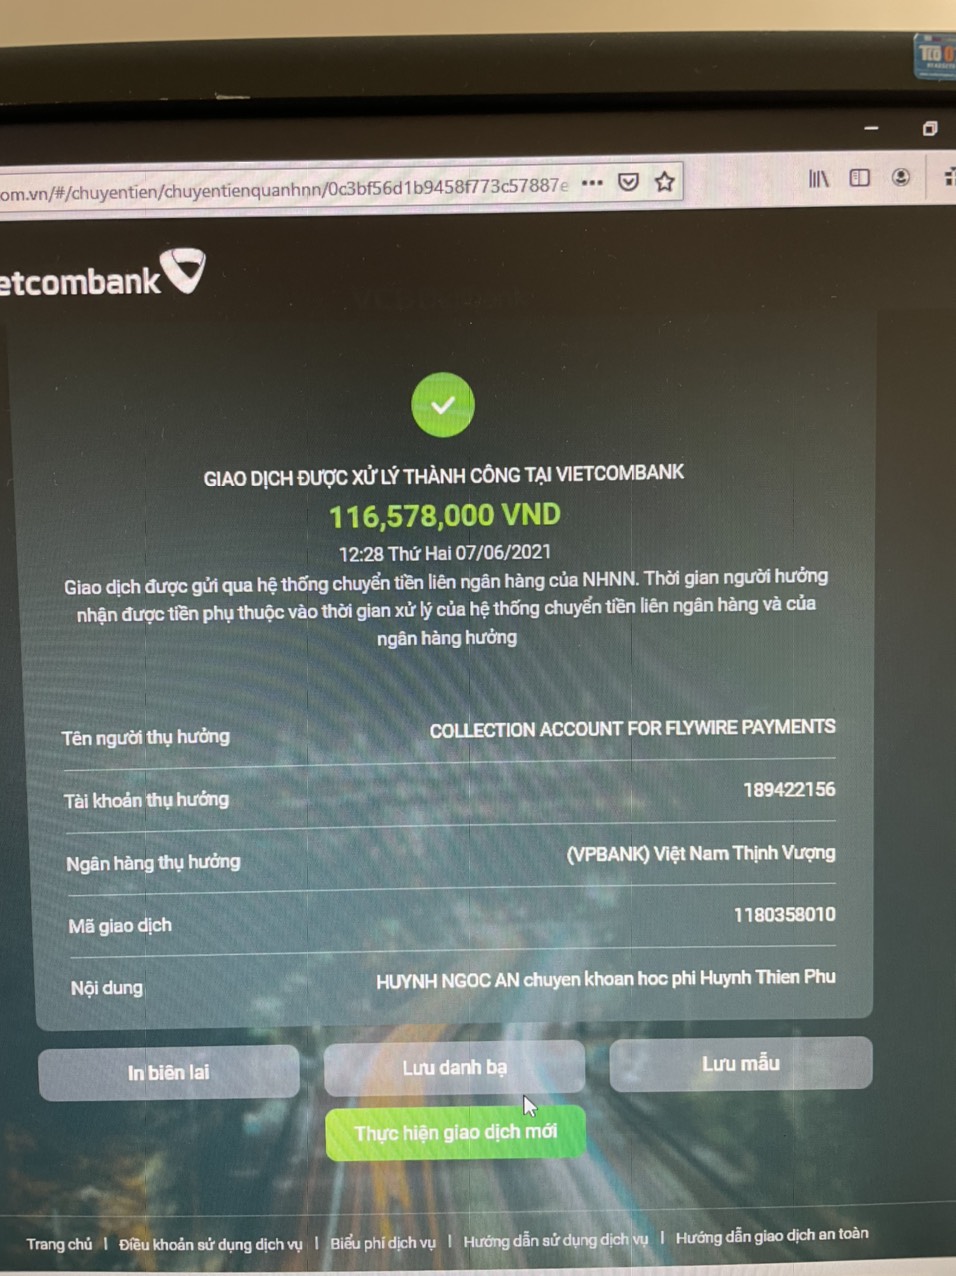 om.vn/#/chuyentien/chuyentienquanhnn/0c3bf56d1b9458f773c57887e
etcombank
GIAO DỊCH ĐƯỢC XỬ LÝ THÀNH CÔNG TẠI VIETCOMBANK
116,578,000 VND
12:28 Thứ Hai 07/06/2021
Giao dịch được gửi qua hệ thống chuyển tiền liên ngân hàng của NHNN. Thời gian người hưởng
nhận được tiền phụ thuộc vào thời gian xử lý của hệ thống chuyển tiền liên ngân hàng và của
ngân hàng hưởng
Tên người thụ hưởng COLLECTION ACCOUNT FOR FLYWIRE PAYMENTS
Tài khoản thụ hưởng 189422156
Ngân hàng thụ hưởng (VPBANK) Việt Nam Thịnh Vượng
Mã giao dịch 1180358010
Nội dung HUYNH NGOC AN chuyen khoan hoc phi Huynh Thien Phu
In biên lai Lưu danh bạ Lưu mẫu
Thực hiện giao dịch mới
Trang chủ | Điều khoản sử dụng dịch vụ | Biểu phí dịch vụ | Hướng dẫn sử dụng dịch vụ | Hướng dẫn giao dịch an toàn